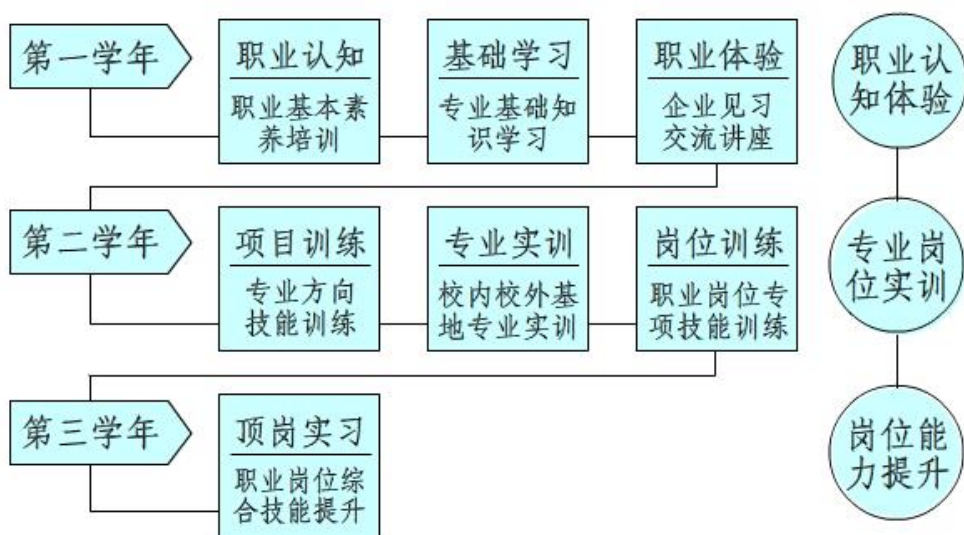 第一学年
职业认知
职业基本素
养培训
基础学习
专业基础知
识学习
职业体验
企业见习
交流讲座
职业认
知体验
第二学年
项目训练
专业方向
技能训练
专业实训
校内校外基
地专业实训
岗位训练
职业岗位专
项技能训练
专业岗
位实训
第三学年
顶岗实习
职业岗位综
合技能提升
岗位能
力提升